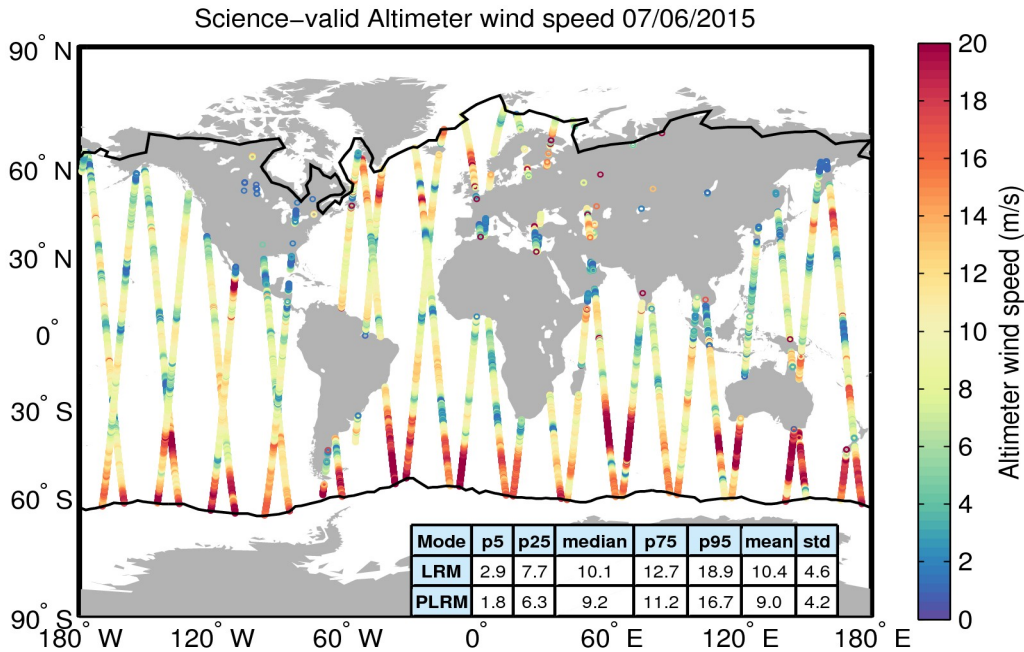 Science−valid Altimeter wind speed 07/06/2015
90° N
60° N
30° N
0°
30° S
60° S
90° S
180° W
120° W
60° W
0°
60° E
120° E
180° E
Mode p5 p25 median p75 p95 mean std
LRM 2.9 7.7 10.1 12.7 18.9 10.4 4.6
PLRM 1.8 6.3 9.2 11.2 16.7 9.0 4.2
20
18
16
14
12
10
8
6
4
2
0
Altimeter wind speed (m/s)